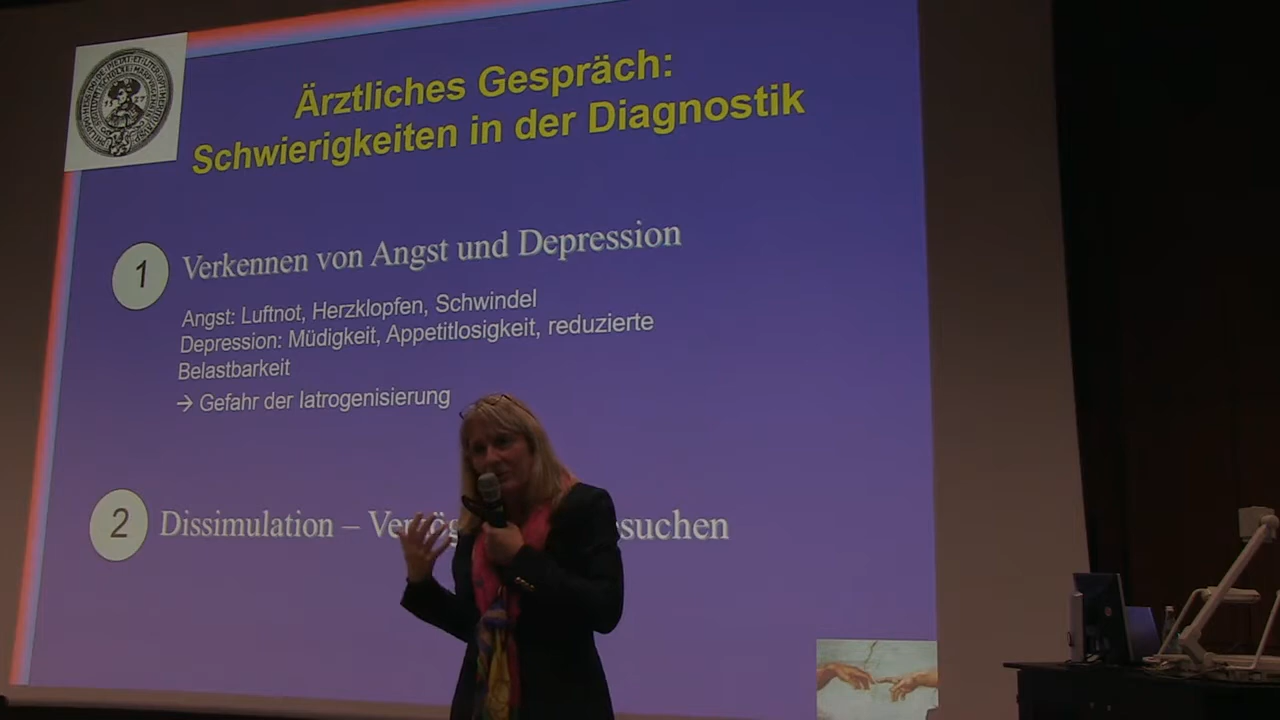 Ärztliches Gespräch:
Schwierigkeiten in der Diagnostik
1
Verkennen von Angst und Depression
Angst: Luftnot, Herzklopfen, Schwindel
Depression: Müdigkeit, Appetitlosigkeit, reduzierte
Belastbarkeit
→ Gefahr der Iatrogenisierung
2
Dissimulation –